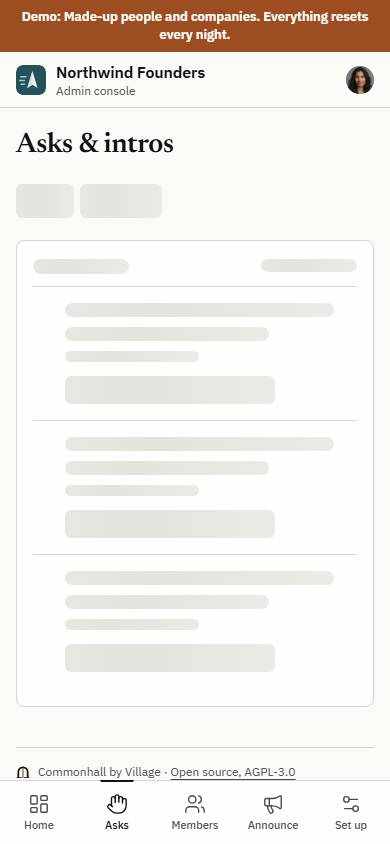 Demo: Made-up people and companies. Everything resets
every night.
Northwind Founders
Admin console
Asks & intros
Commonhall by Village · Open source, AGPL-3.0
Home
Asks
Members
Announce
Set up